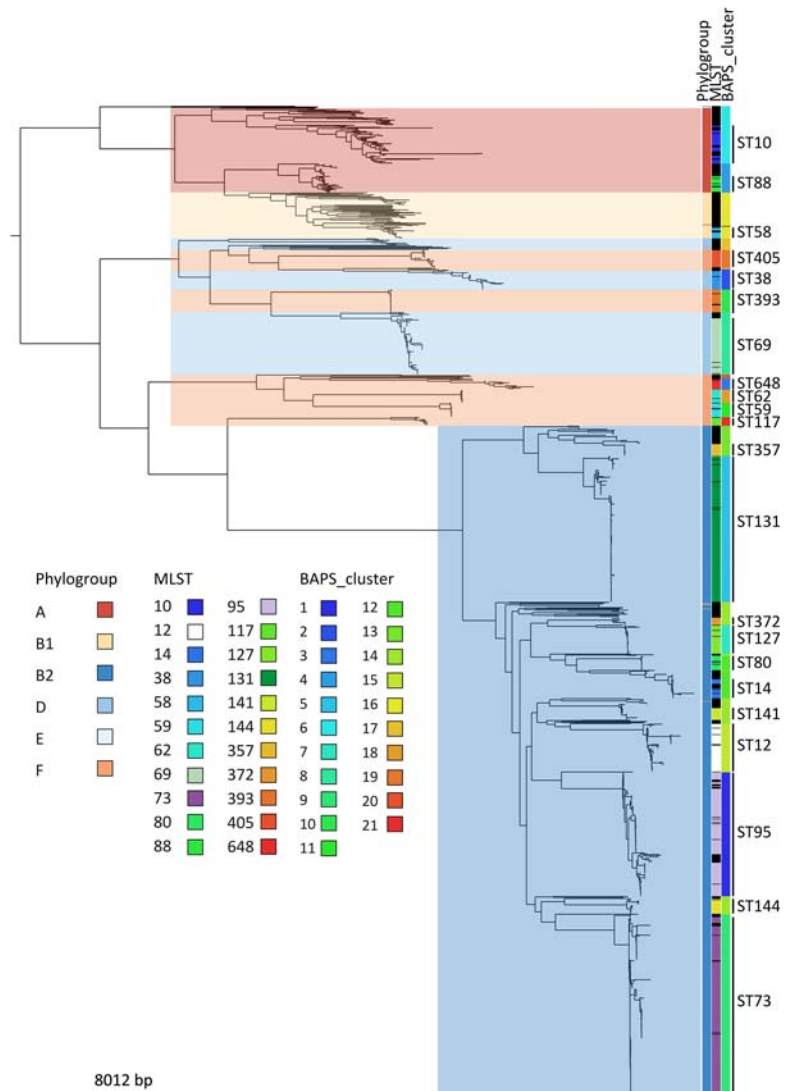 Phylogroup
MLST
BAPS_cluster
ST10
ST88
ST58
ST405
ST38
ST393
ST69
ST648
ST62
ST59
ST117
ST357
ST131
ST372
ST127
ST80
ST14
ST141
ST12
ST95
ST144
ST73
Phylogroup MLST BAPS_cluster
A 10 95 1 12
B1 12 117 2 13
B2 14 127 3 14
D 38 131 4 15
E 58 141 5 16
F 59 144 6 17
62 357 7 18
69 372 8 19
73 393 9 20
80 405 10 21
88 648 11
8012 bp